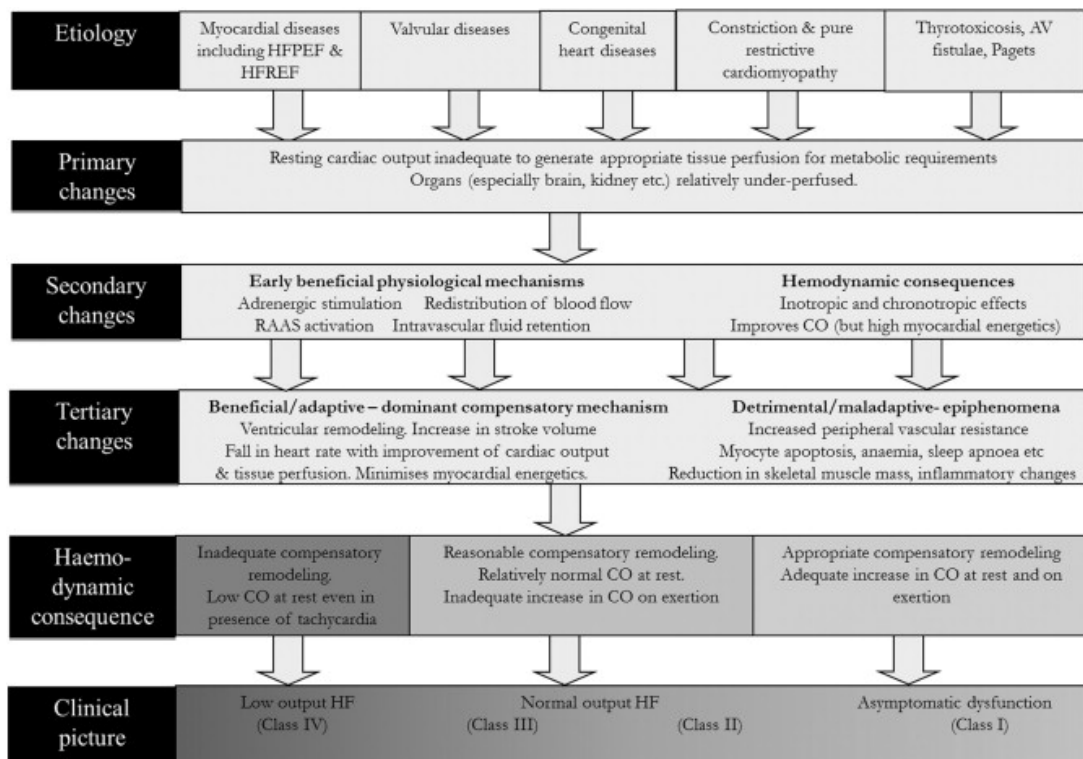 Etiology
Myocardial diseases
including HFPEF &
HFREF
Valvular diseases
Congenital
heart diseases
Constriction & pure
restrictive
cardiomyopathy
Thyrotoxicosis, AV
fistulae, Pagets
Primary
changes
Resting cardiac output inadequate to generate appropriate tissue perfusion for metabolic requirements
Organs (especially brain, kidney etc.) relatively under-perfused.
Secondary
changes
Early beneficial physiological mechanisms
Adrenergic stimulation Redistribution of blood flow
RAAS activation Intravascular fluid retention
Hemodynamic consequences
Inotropic and chronotropic effects
Improves CO (but high myocardial energetics)
Tertiary
changes
Beneficial/adaptive – dominant compensatory mechanism
Ventricular remodeling. Increase in stroke volume
Fall in heart rate with improvement of cardiac output
& tissue perfusion. Minimises myocardial energetics.
Detrimental/maladaptive- epiphenomena
Increased peripheral vascular resistance
Myocyte apoptosis, anaemia, sleep apnoea etc
Reduction in skeletal muscle mass, inflammatory changes
Haemo-
dynamic
consequence
Inadequate compensatory
remodeling.
Low CO at rest even in
presence of tachycardia
Reasonable compensatory remodeling.
Relatively normal CO at rest.
Inadequate increase in CO on exertion
Appropriate compensatory remodeling
Adequate increase in CO at rest and on
exertion
Clinical
picture
Low output HF
(Class IV)
Normal output HF
(Class III) (Class II)
Asymptomatic dysfunction
(Class I)